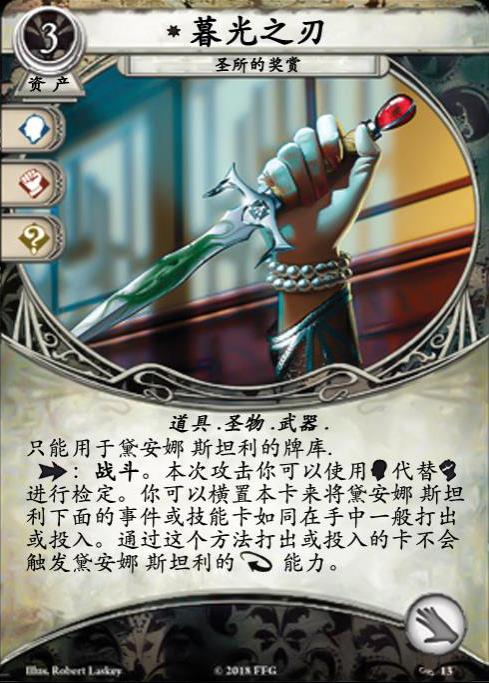 3
暮光之刃
圣所的奖赏
资产
?
道具.圣物.武器.
只能用于黛安娜 斯坦利的牌库.
：战斗。本次攻击你可以使用代替
进行检定。你可以横置本卡来将黛安娜 斯坦
利下面的事件或技能卡如同在手中一般打出
或投入。通过这个方法打出或投入的卡不会
触发黛安娜 斯坦利的 能力。
Illus. Robert Laskey
© 2018 FFG
13